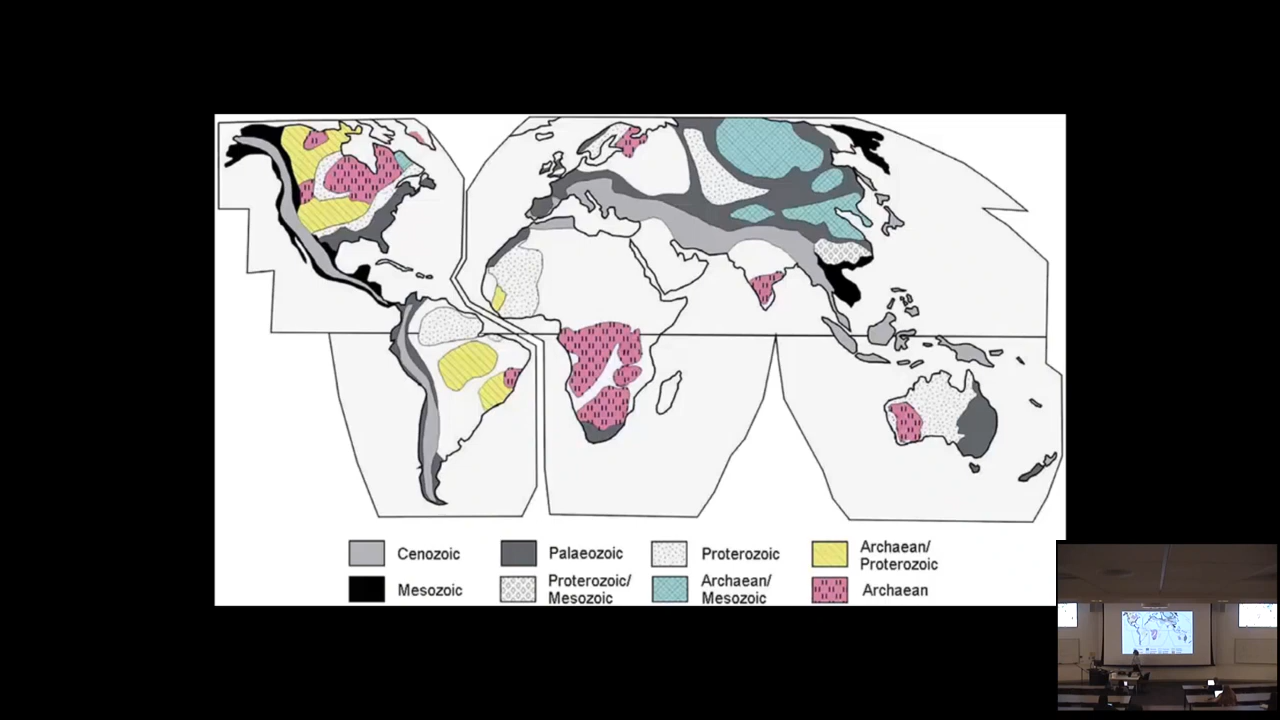 Cenozoic
Palaeozoic
Proterozoic
Archaean/
Proterozoic
Mesozoic
Proterozoic/
Mesozoic
Archaean/
Mesozoic
Archaean